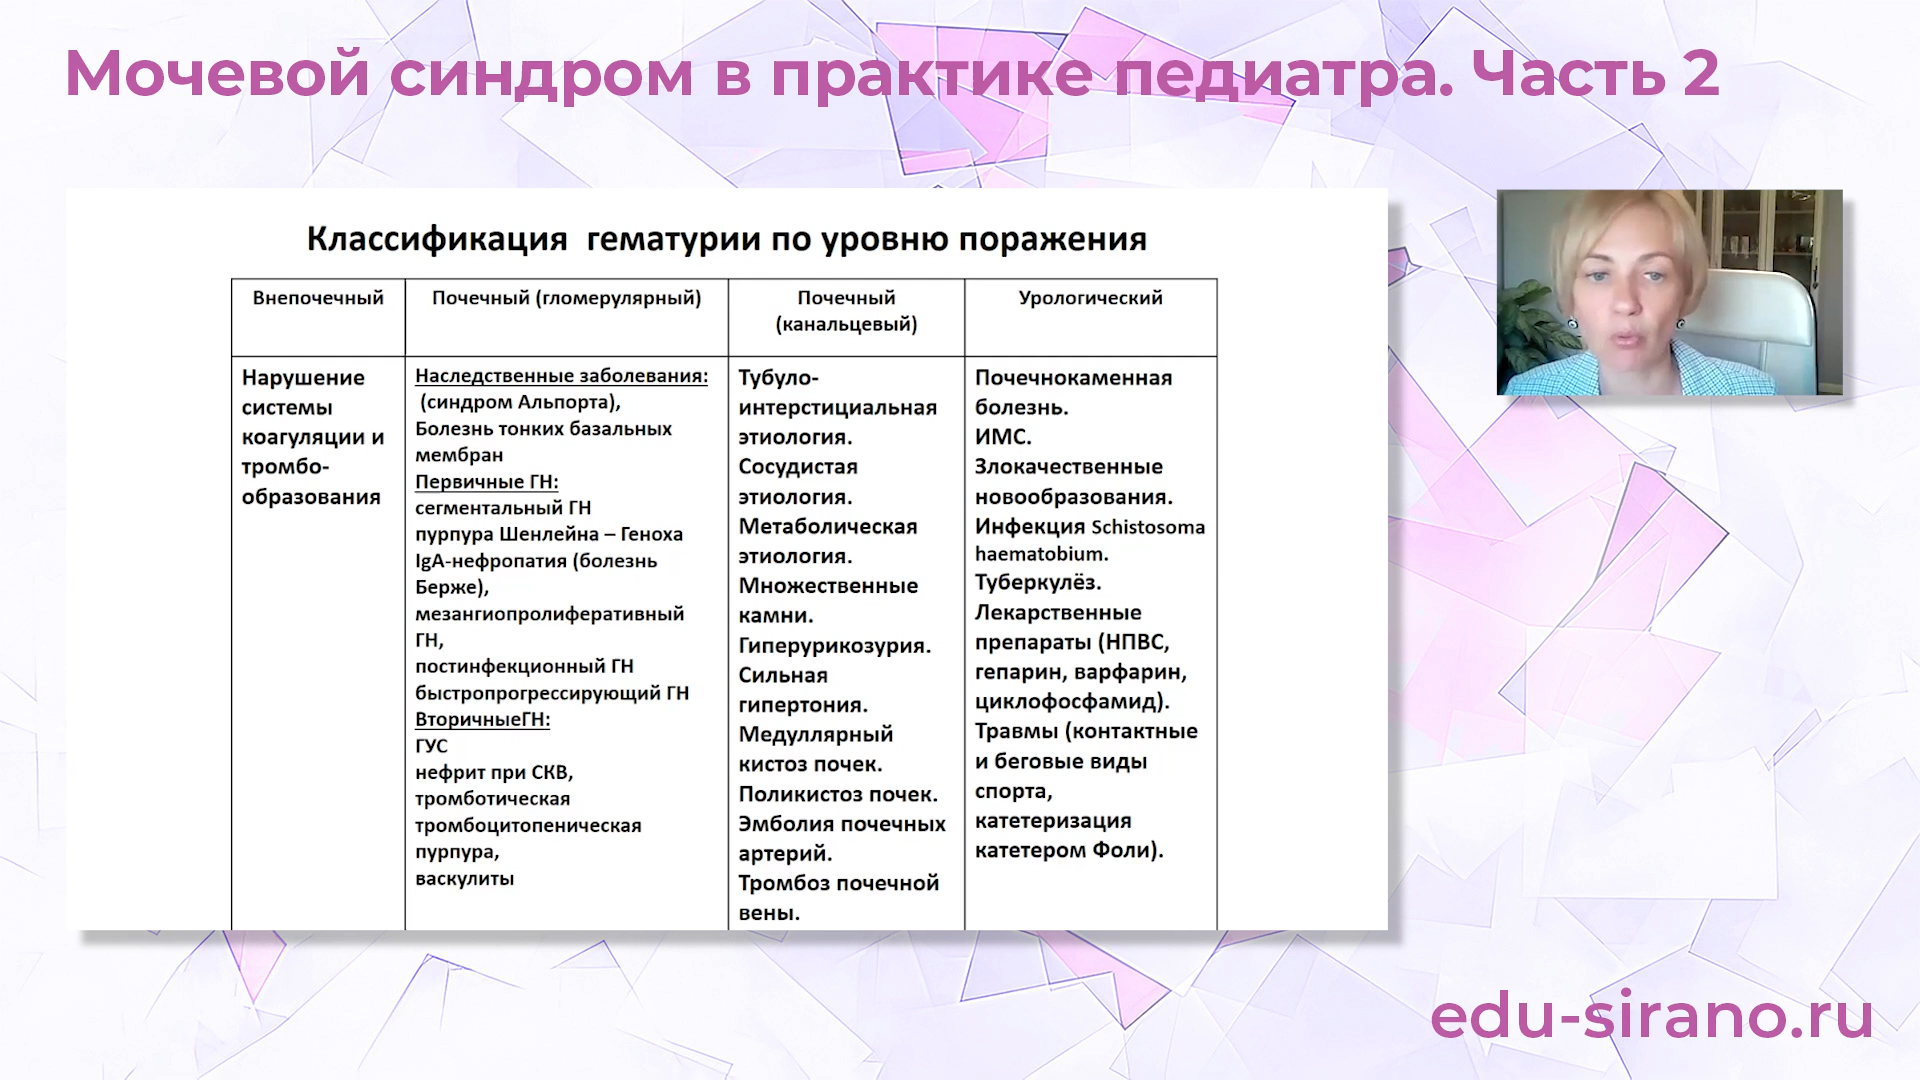 Мочевой синдром в практике педиатра. Часть 2
Классификация гематурии по уровню поражения
Внепочечный
Почечный (гломерулярный)
Почечный
(канальцевый)
Урологический
Нарушение
системы
коагуляции и
тромбо-
образования
Наследственные заболевания:
(синдром Альпорта),
Болезнь тонких базальных
мембран
Первичные ГН:
сегментальный ГН
пурпура Шенлейна – Геноха
IgA-нефропатия (болезнь
Берже),
мезангиопролиферативный
ГН,
постинфекционный ГН
быстропрогрессирующий ГН
ВторичныеГН:
ГУС
нефрит при СКВ,
тромботическая
тромбоцитопеническая
пурпура,
васкулиты
Тубуло-
интерстициальная
этиология.
Сосудистая
этиология.
Метаболическая
этиология.
Множественные
камни.
Гиперурикозурия.
Сильная
гипертония.
Медуллярный
кистоз почек.
Поликистоз почек.
Эмболия почечных
артерий.
Тромбоз почечной
вены.
Почечнокаменная
болезнь.
ИМС.
Злокачественные
новообразования.
Инфекция Schistosoma
haematobium.
Туберкулёз.
Лекарственные
препараты (НПВС,
гепарин, варфарин,
циклофосфамид).
Травмы (контактные
и беговые виды
спорта,
катетеризация
катетером Фоли).
edu-sirano.ru